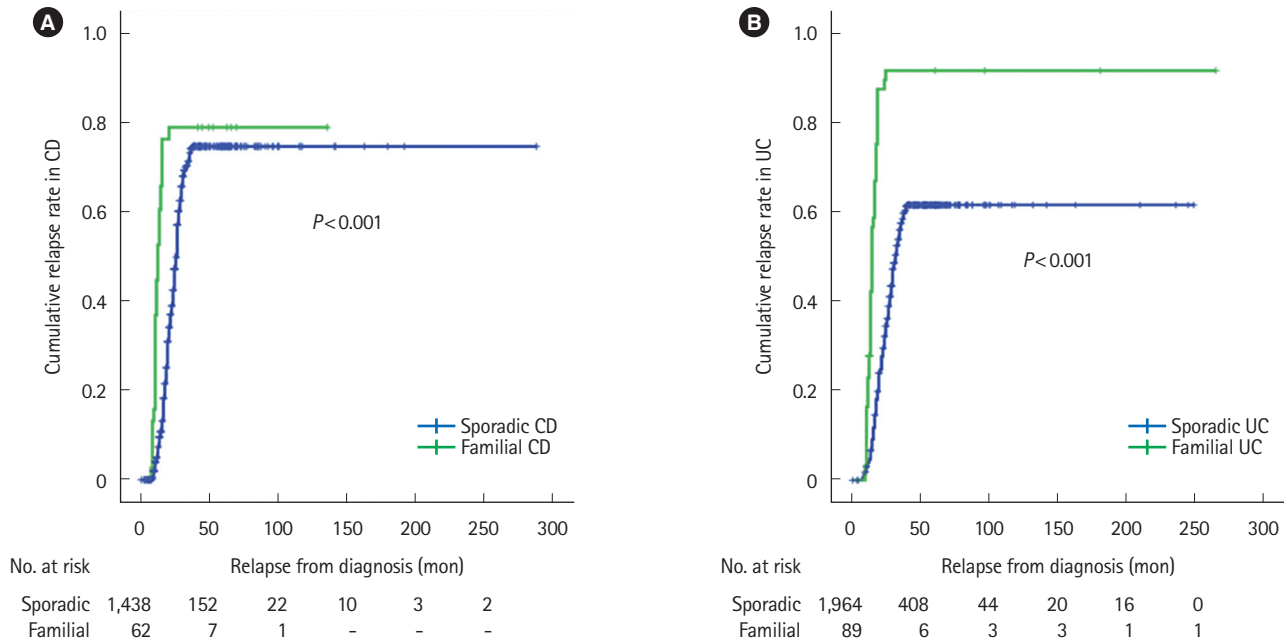 A
1.0
0.8
0.6
0.4
0.2
0
Cumulative relapse rate in CD
P<0.001
Sporadic CD
Familial CD
0 50 100 150 200 250 300
No. at risk Relapse from diagnosis (mon)
Sporadic 1,438 152 22 10 3 2
Familial 62 7 1 – – –
B
1.0
0.8
0.6
0.4
0.2
0
Cumulative relapse rate in UC
P<0.001
Sporadic UC
Familial UC
0 50 100 150 200 250 300
No. at risk Relapse from diagnosis (mon)
Sporadic 1,964 408 44 20 16 0
Familial 89 6 3 3 1 1